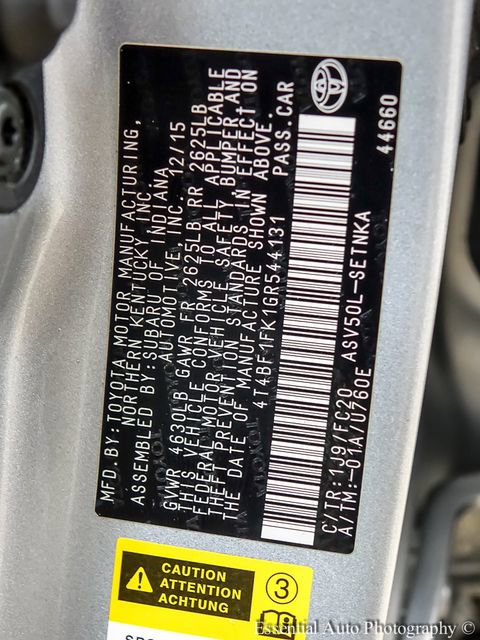 MFD.BY:TOYOTA MOTOR MANUFACTURING,
NORTHERN KENTUCKY, INC.
ASSEMBLED BY:SUBARU OF INDIANA
AUTOMOTIVE, INC. 12/15
GVWR 4630LB GAWR FR 2625LB RR 2625LB
THIS VEHICLE CONFORMS TO ALL APPLICABLE
FEDERAL MOTOR VEHICLE SAFETY, BUMPER AND
THEFT PREVENTION STANDARDS IN EFFECT ON
THE DATE OF MANUFACTURE SHOWN ABOVE.
4T4BF1FK1GR544131 PASS.CAR
C/TR:1J9/FC20
A/TM:-01A/U760E ASV50L-SETNKA
44660
CAUTION
ATTENTION
ACHTUNG
3
Essential Auto Photography ©